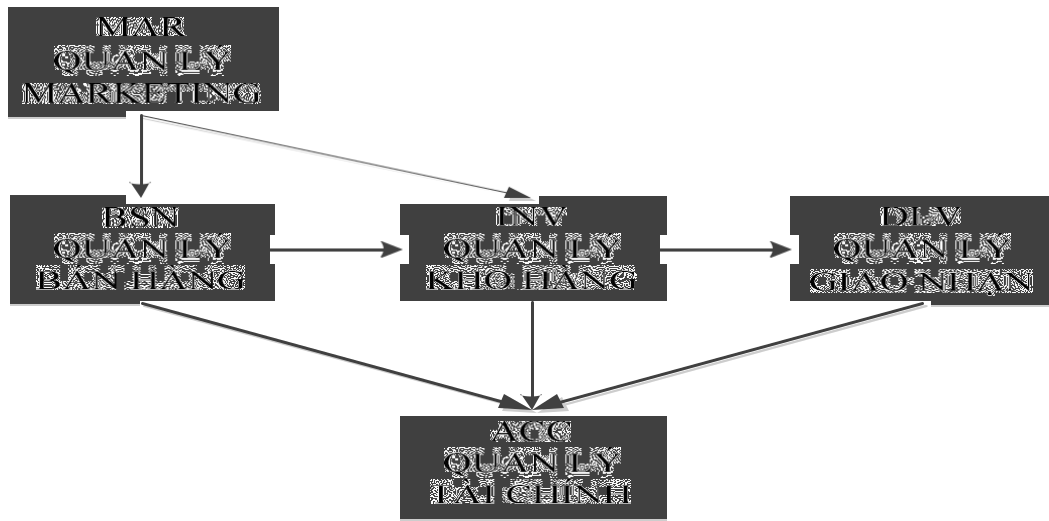 MAR
QUAN LY
MARKETING
BSN
QUAN LY
BAN HANG
INV
QUAN LY
KHO HANG
DLV
QUAN LY
GIAO NHẬN
ACC
QUAN LY
TAI CHINH